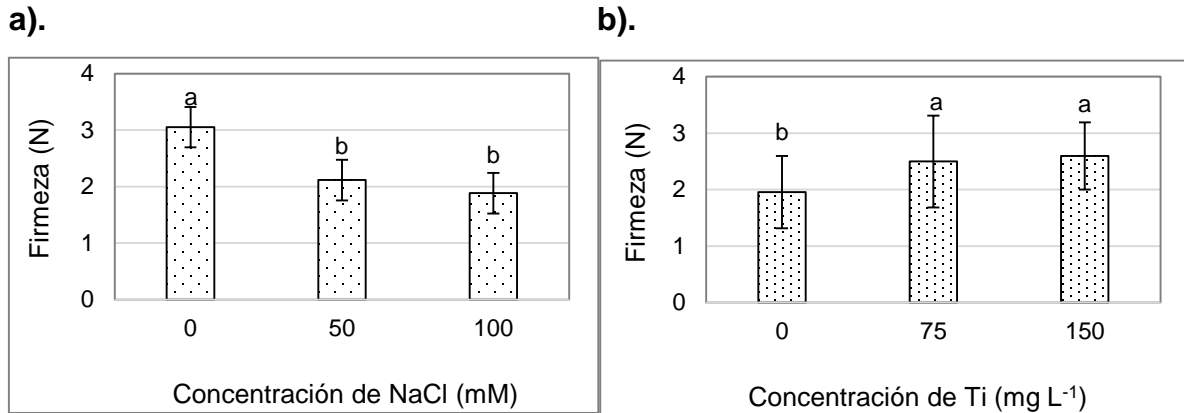 a).
4
3
2
1
0
Firmeza (N)
a
b
b
0 50 100
Concentración de NaCl (mM)
b).
4
3
2
1
0
Firmeza (N)
b
a
a
0 75 150
Concentración de Ti (mg L⁻¹)